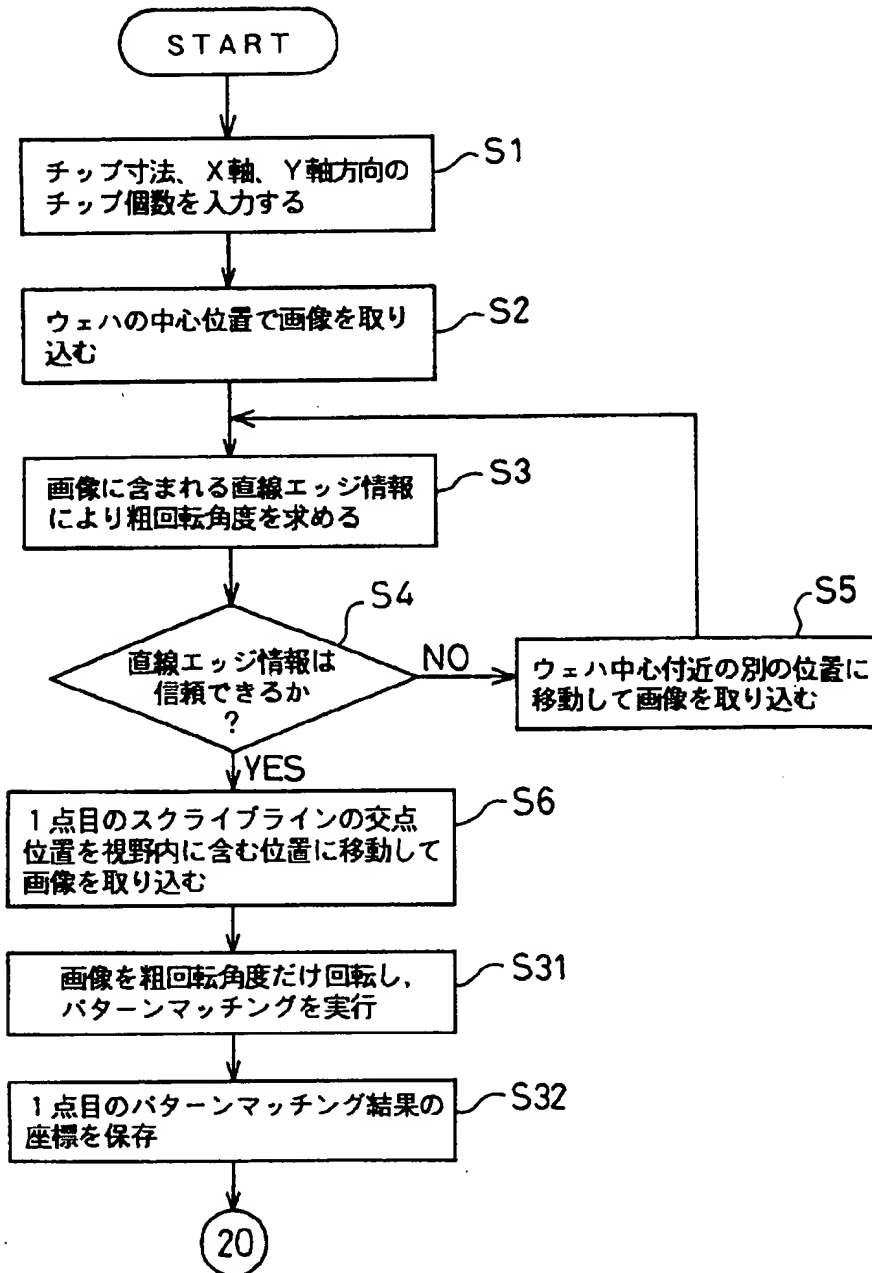 START
S1
チップ寸法、X軸、Y軸方向の
チップ個数を入力する
S2
ウェハの中心位置で画像を取り
込む
S3
画像に含まれる直線エッジ情報
により粗回転角度を求める
S4
直線エッジ情報は
信頼できるか
?
NO
S5
ウェハ中心付近の別の位置に
移動して画像を取り込む
YES
S6
1点目のスクライブラインの交点
位置を視野内に含む位置に移動して
画像を取り込む
S31
画像を粗回転角度だけ回転し,
パターンマッチングを実行
S32
1点目のパターンマッチング結果の
座標を保存
20